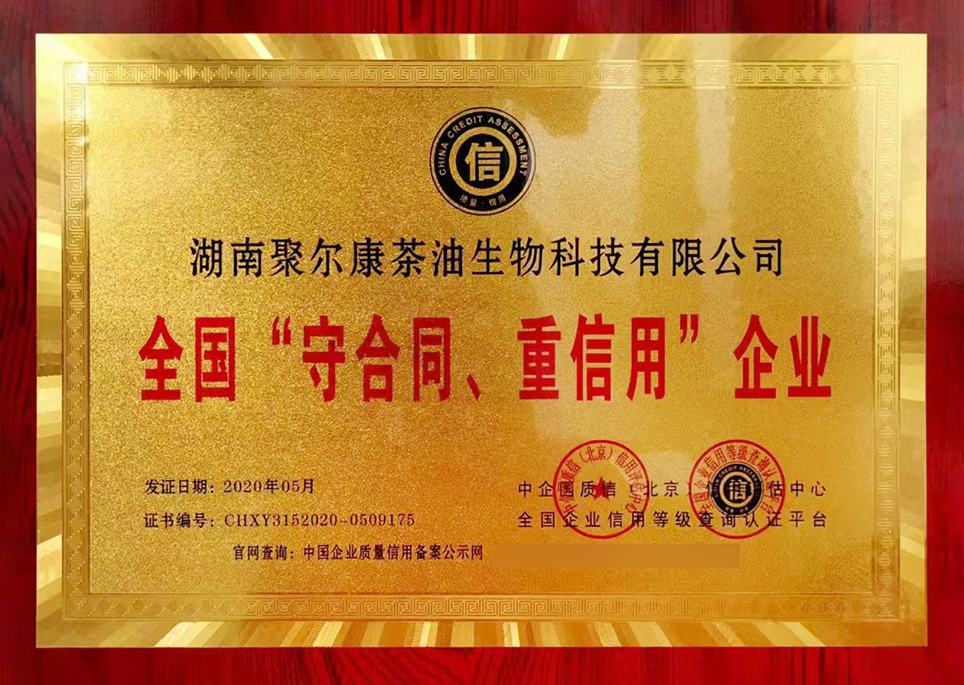 CHINA CREDIT ASSESSMENT
信
质量·信用
湖南聚尔康茶油生物科技有限公司
全国“守合同、重信用”企业
发证日期：2020年05月
证书编号：CHXY3152020-0509175
官网查询：中国企业质量信用备案公示网
中企国质信（北京）信用评估中心
全国企业信用等级查询认证平台